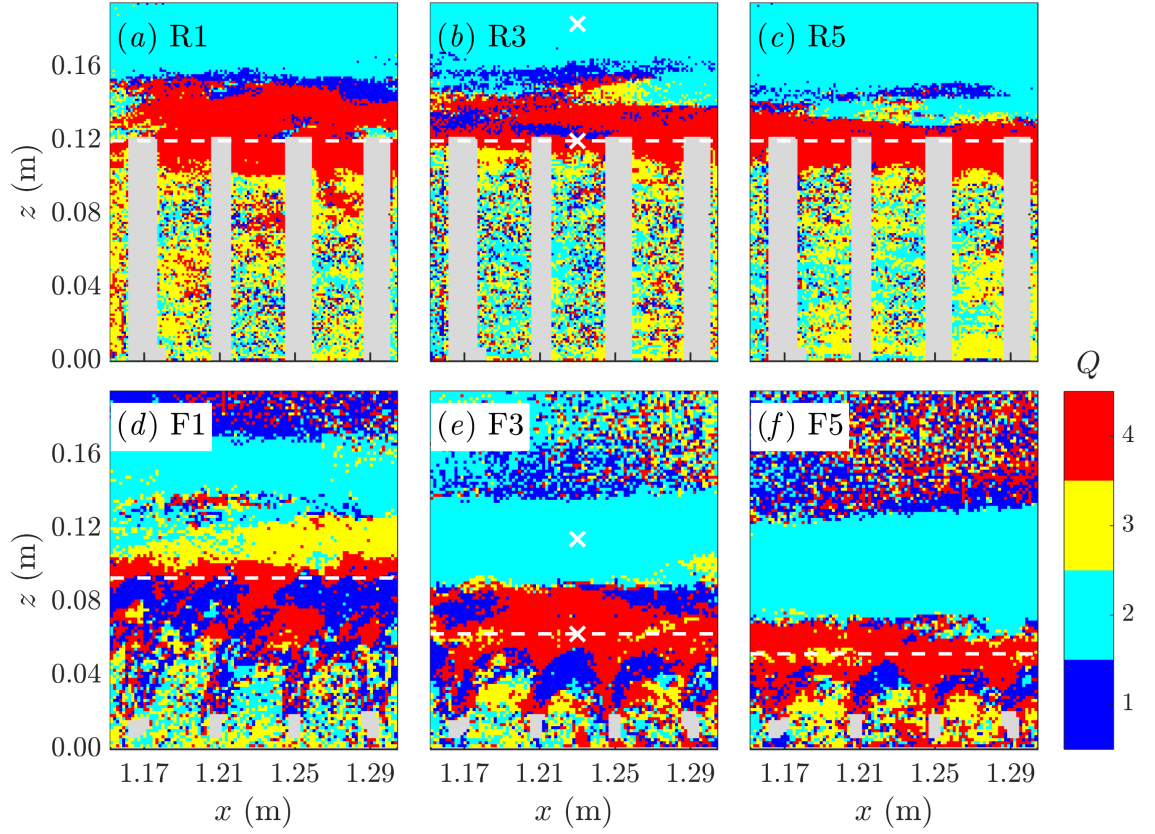 (a) R1
(b) R3
(c) R5
0.16
0.12
0.08
0.04
0.00
z (m)
(d) F1
(e) F3
(f) F5
0.16
0.12
0.08
0.04
0.00
z (m)
1.17 1.21 1.25 1.29
1.17 1.21 1.25 1.29
1.17 1.21 1.25 1.29
x (m)
x (m)
x (m)
Q
4
3
2
1